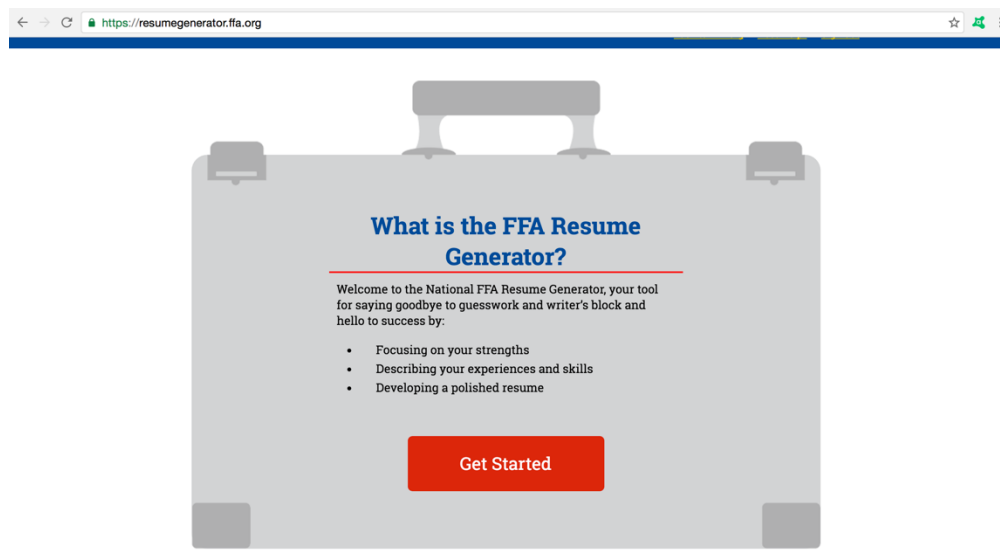 https://resumegenerator.ffa.org
What is the FFA Resume
Generator?
Welcome to the National FFA Resume Generator, your tool
for saying goodbye to guesswork and writer's block and
hello to success by:
• Focusing on your strengths
• Describing your experiences and skills
• Developing a polished resume
Get Started